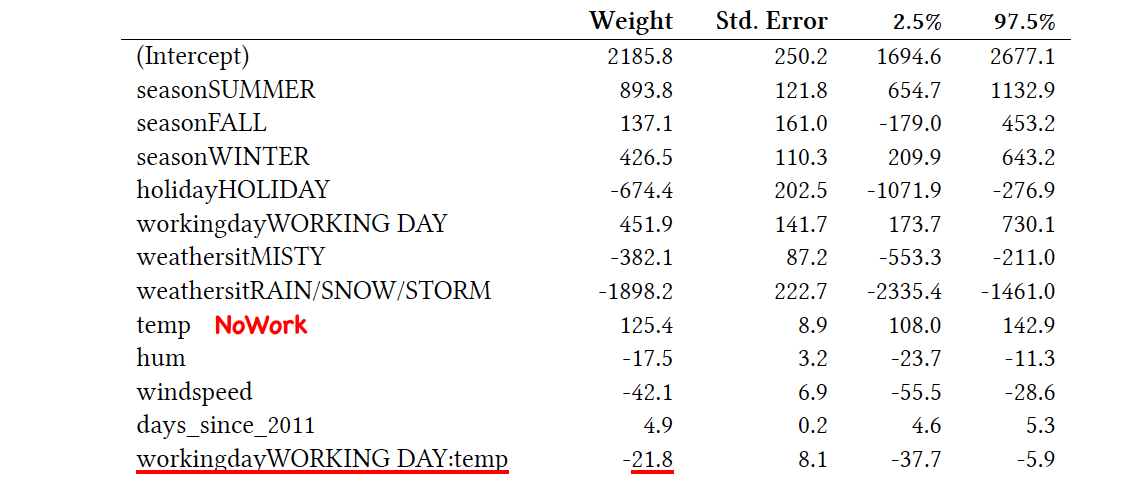 Weight Std. Error 2.5% 97.5%
(Intercept) 2185.8 250.2 1694.6 2677.1
seasonSUMMER 893.8 121.8 654.7 1132.9
seasonFALL 137.1 161.0 -179.0 453.2
seasonWINTER 426.5 110.3 209.9 643.2
holidayHOLIDAY -674.4 202.5 -1071.9 -276.9
workingdayWORKING DAY 451.9 141.7 173.7 730.1
weathersitMISTY -382.1 87.2 -553.3 -211.0
weathersitRAIN/SNOW/STORM -1898.2 222.7 -2335.4 -1461.0
temp NoWork 125.4 8.9 108.0 142.9
hum -17.5 3.2 -23.7 -11.3
windspeed -42.1 6.9 -55.5 -28.6
days_since_2011 4.9 0.2 4.6 5.3
workingdayWORKING DAY:temp -21.8 8.1 -37.7 -5.9